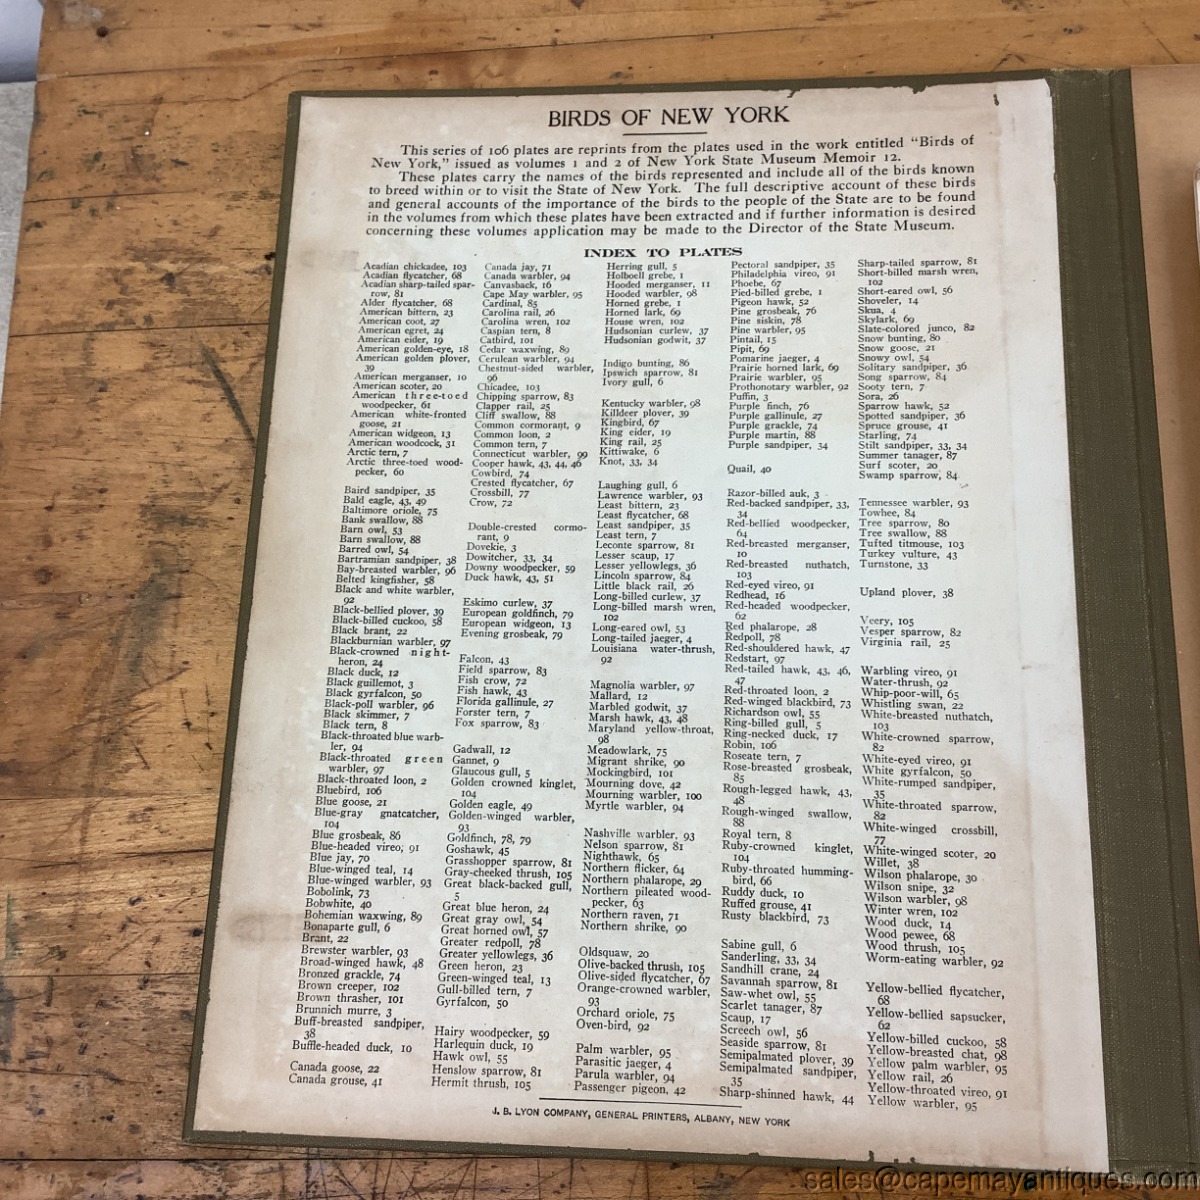 BIRDS OF NEW YORK
This series of 106 plates are reprints from the plates used in the work entitled “Birds of
New York,” issued as volumes 1 and 2 of New York State Museum Memoir 12.
These plates carry the names of the birds represented and include all of the birds known
to breed within or to visit the State of New York. The full descriptive account of these birds
and general accounts of the importance of the birds to the people of the State are to be found
in the volumes from which these plates have been extracted and if further information is desired
concerning these volumes application may be made to the Director of the State Museum.
INDEX TO PLATES
Acadian chickadee, 103
Acadian flycatcher, 68
Acadian sharp-tailed spar-
row, 81
Alder flycatcher, 68
American bittern, 23
American coot, 27
American egret, 24
American eider, 19
American golden-eye, 18
American golden plover,
39
American merganser, 10
American scoter, 20
American three-toed
woodpecker, 61
American white-fronted
goose, 21
American widgeon, 13
American woodcock, 31
Arctic tern, 7
Arctic three-toed wood-
pecker, 60
Baird sandpiper, 35
Bald eagle, 43, 49
Baltimore oriole, 75
Bank swallow, 88
Barn owl, 53
Barn swallow, 88
Barred owl, 54
Bartramian sandpiper, 38
Bay-breasted warbler, 96
Belted kingfisher, 58
Black and white warbler,
92
Black-bellied plover, 39
Black-billed cuckoo, 58
Black brant, 22
Blackburnian warbler, 97
Black-crowned night-
heron, 24
Black duck, 12
Black guillemot, 3
Black gyrfalcon, 50
Black-poll warbler, 96
Black skimmer, 7
Black tern, 8
Black-throated blue warb-
ler, 94
Black-throated green
warbler, 97
Black-throated loon, 2
Bluebird, 106
Blue goose, 21
Blue-gray gnatcatcher,
104
Blue grosbeak, 86
Blue-headed vireo, 91
Blue jay, 70
Blue-winged teal, 14
Blue-winged warbler, 93
Bobolink, 73
Bobwhite, 40
Bohemian waxwing, 89
Bonaparte gull, 6
Brant, 22
Brewster warbler, 93
Broad-winged hawk, 48
Bronzed grackle, 74
Brown creeper, 102
Brown thrasher, 101
Brunnich murre, 3
Buff-breasted sandpiper,
38
Buffle-headed duck, 10
Canada goose, 22
Canada grouse, 41
Canada jay, 71
Canada warbler, 94
Canvasback, 16
Cape May warbler, 95
Cardinal, 85
Carolina rail, 26
Carolina wren, 102
Caspian tern, 8
Catbird, 101
Cedar waxwing, 89
Cerulean warbler, 94
Chestnut-sided warbler,
96
Chicadee, 103
Chipping sparrow, 83
Clapper rail, 25
Cliff swallow, 88
Common cormorant, 9
Common loon, 2
Common tern, 7
Connecticut warbler, 99
Cooper hawk, 43, 44, 46
Cowbird, 74
Crested flycatcher, 67
Crossbill, 77
Crow, 72
Double-crested cormo-
rant, 9
Dovekie, 3
Dowitcher, 33, 34
Downy woodpecker, 59
Duck hawk, 43, 51
Eskimo curlew, 37
European goldfinch, 79
European widgeon, 13
Evening grosbeak, 79
Falcon, 43
Field sparrow, 83
Fish crow, 72
Fish hawk, 43
Florida gallinule, 27
Forster tern, 7
Fox sparrow, 83
Gadwall, 12
Gannet, 9
Glaucous gull, 5
Golden crowned kinglet,
104
Golden eagle, 49
Golden-winged warbler,
93
Goldfinch, 78, 79
Goshawk, 45
Grasshopper sparrow, 81
Gray-cheeked thrush, 105
Great black-backed gull,
5
Great blue heron, 24
Great gray owl, 54
Great horned owl, 57
Greater redpoll, 78
Greater yellowlegs, 36
Green heron, 23
Green-winged teal, 13
Gull-billed tern, 7
Gyrfalcon, 50
Hairy woodpecker, 59
Harlequin duck, 19
Hawk owl, 55
Henslow sparrow, 81
Hermit thrush, 105
Herring gull, 5
Holboell grebe, 1
Hooded merganser, 11
Hooded warbler, 98
Horned grebe, 1
Horned lark, 69
House wren, 102
Hudsonian curlew, 37
Hudsonian godwit, 37
Indigo bunting, 86
Ipswich sparrow, 81
Ivory gull, 6
Kentucky warbler, 98
Killdeer plover, 39
Kingbird, 67
King eider, 19
King rail, 25
Kittiwake, 6
Knot, 33, 34
Laughing gull, 6
Lawrence warbler, 93
Least bittern, 23
Least flycatcher, 68
Least sandpiper, 35
Least tern, 7
Leconte sparrow, 81
Lesser scaup, 17
Lesser yellowlegs, 36
Lincoln sparrow, 84
Little black rail, 26
Long-billed curlew, 37
Long-billed marsh wren,
102
Long-eared owl, 53
Long-tailed jaeger, 4
Louisiana water-thrush,
92
Magnolia warbler, 97
Mallard, 12
Marbled godwit, 37
Marsh hawk, 43, 48
Maryland yellow-throat,
98
Meadowlark, 75
Migrant shrike, 90
Mockingbird, 101
Mourning dove, 42
Mourning warbler, 100
Myrtle warbler, 94
Nashville warbler, 93
Nelson sparrow, 81
Nighthawk, 65
Northern flicker, 64
Northern phalarope, 29
Northern pileated wood-
pecker, 63
Northern raven, 71
Northern shrike, 90
Oldsquaw, 20
Olive-backed thrush, 105
Olive-sided flycatcher, 67
Orange-crowned warbler,
93
Orchard oriole, 75
Oven-bird, 92
Palm warbler, 95
Parasitic jaeger, 4
Parula warbler, 94
Passenger pigeon, 42
Pectoral sandpiper, 35
Philadelphia vireo, 91
Phoebe, 67
Pied-billed grebe, 1
Pigeon hawk, 52
Pine grosbeak, 76
Pine siskin, 78
Pine warbler, 95
Pintail, 15
Pipit, 69
Pomarine jaeger, 4
Prairie horned lark, 69
Prairie warbler, 95
Prothonotary warbler, 92
Puffin, 3
Purple finch, 76
Purple gallinule, 27
Purple grackle, 74
Purple martin, 88
Purple sandpiper, 34
Quail, 40
Razor-billed auk, 3
Red-backed sandpiper, 33,
34
Red-bellied woodpecker,
64
Red-breasted merganser,
10
Red-breasted nuthatch,
103
Red-eyed vireo, 91
Redhead, 16
Red-headed woodpecker,
62
Red phalarope, 28
Redpoll, 78
Red-shouldered hawk, 47
Redstart, 97
Red-tailed hawk, 43, 46,
47
Red-throated loon, 2
Red-winged blackbird, 73
Richardson owl, 55
Ring-billed gull, 5
Ring-necked duck, 17
Robin, 106
Roseate tern, 7
Rose-breasted grosbeak,
85
Rough-legged hawk, 43,
48
Rough-winged swallow,
88
Royal tern, 8
Ruby-crowned kinglet,
104
Ruby-throated humming-
bird, 66
Ruddy duck, 10
Ruffed grouse, 41
Rusty blackbird, 73
Sabine gull, 6
Sanderling, 33, 34
Sandhill crane, 24
Savannah sparrow, 81
Saw-whet owl, 55
Scarlet tanager, 87
Scaup, 17
Screech owl, 56
Seaside sparrow, 81
Semipalmated plover, 39
Semipalmated sandpiper,
35
Sharp-shinned hawk, 44
Sharp-tailed sparrow, 81
Short-billed marsh wren,
102
Short-eared owl, 56
Shoveler, 14
Skua, 4
Skylark, 69
Slate-colored junco, 82
Snow bunting, 80
Snow goose, 21
Snowy owl, 54
Solitary sandpiper, 36
Song sparrow, 84
Sooty tern, 7
Sora, 26
Sparrow hawk, 52
Spotted sandpiper, 36
Spruce grouse, 41
Starling, 74
Stilt sandpiper, 33, 34
Summer tanager, 87
Surf scoter, 20
Swamp sparrow, 84
Tennessee warbler, 93
Towhee, 84
Tree sparrow, 80
Tree swallow, 88
Tufted titmouse, 103
Turkey vulture, 43
Turnstone, 33
Upland plover, 38
Veery, 105
Vesper sparrow, 82
Virginia rail, 25
Warbling vireo, 91
Water-thrush, 92
Whip-poor-will, 65
Whistling swan, 22
White-breasted nuthatch,
103
White-crowned sparrow,
82
White-eyed vireo, 91
White gyrfalcon, 50
White-rumped sandpiper,
35
White-throated sparrow,
82
White-winged crossbill,
77
White-winged scoter, 20
Willet, 38
Wilson phalarope, 30
Wilson snipe, 32
Wilson warbler, 98
Winter wren, 102
Wood duck, 14
Wood pewee, 68
Wood thrush, 105
Worm-eating warbler, 92
Yellow-bellied flycatcher,
68
Yellow-bellied sapsucker,
62
Yellow-billed cuckoo, 58
Yellow-breasted chat, 98
Yellow palm warbler, 95
Yellow rail, 26
Yellow-throated vireo, 91
Yellow warbler, 95
J. B. LYON COMPANY, GENERAL PRINTERS, ALBANY, NEW YORK
sales@capemayantiques.com